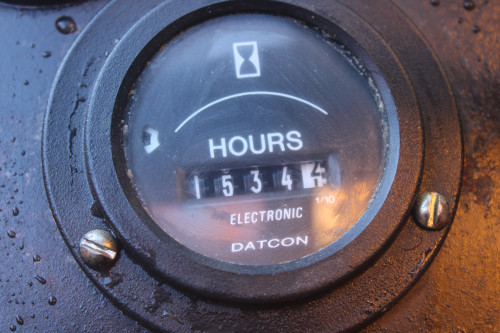 HOURS
15344
1/10
ELECTRONIC
DATCON